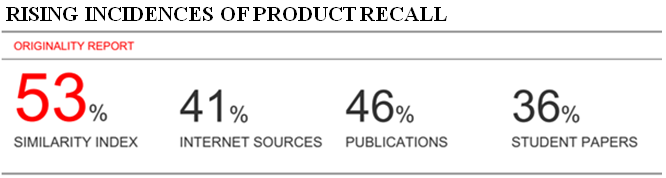 RISING INCIDENCES OF PRODUCT RECALL
ORIGINALITY REPORT
53% 41% 46% 36%
SIMILARITY INDEX INTERNET SOURCES PUBLICATIONS STUDENT PAPERS